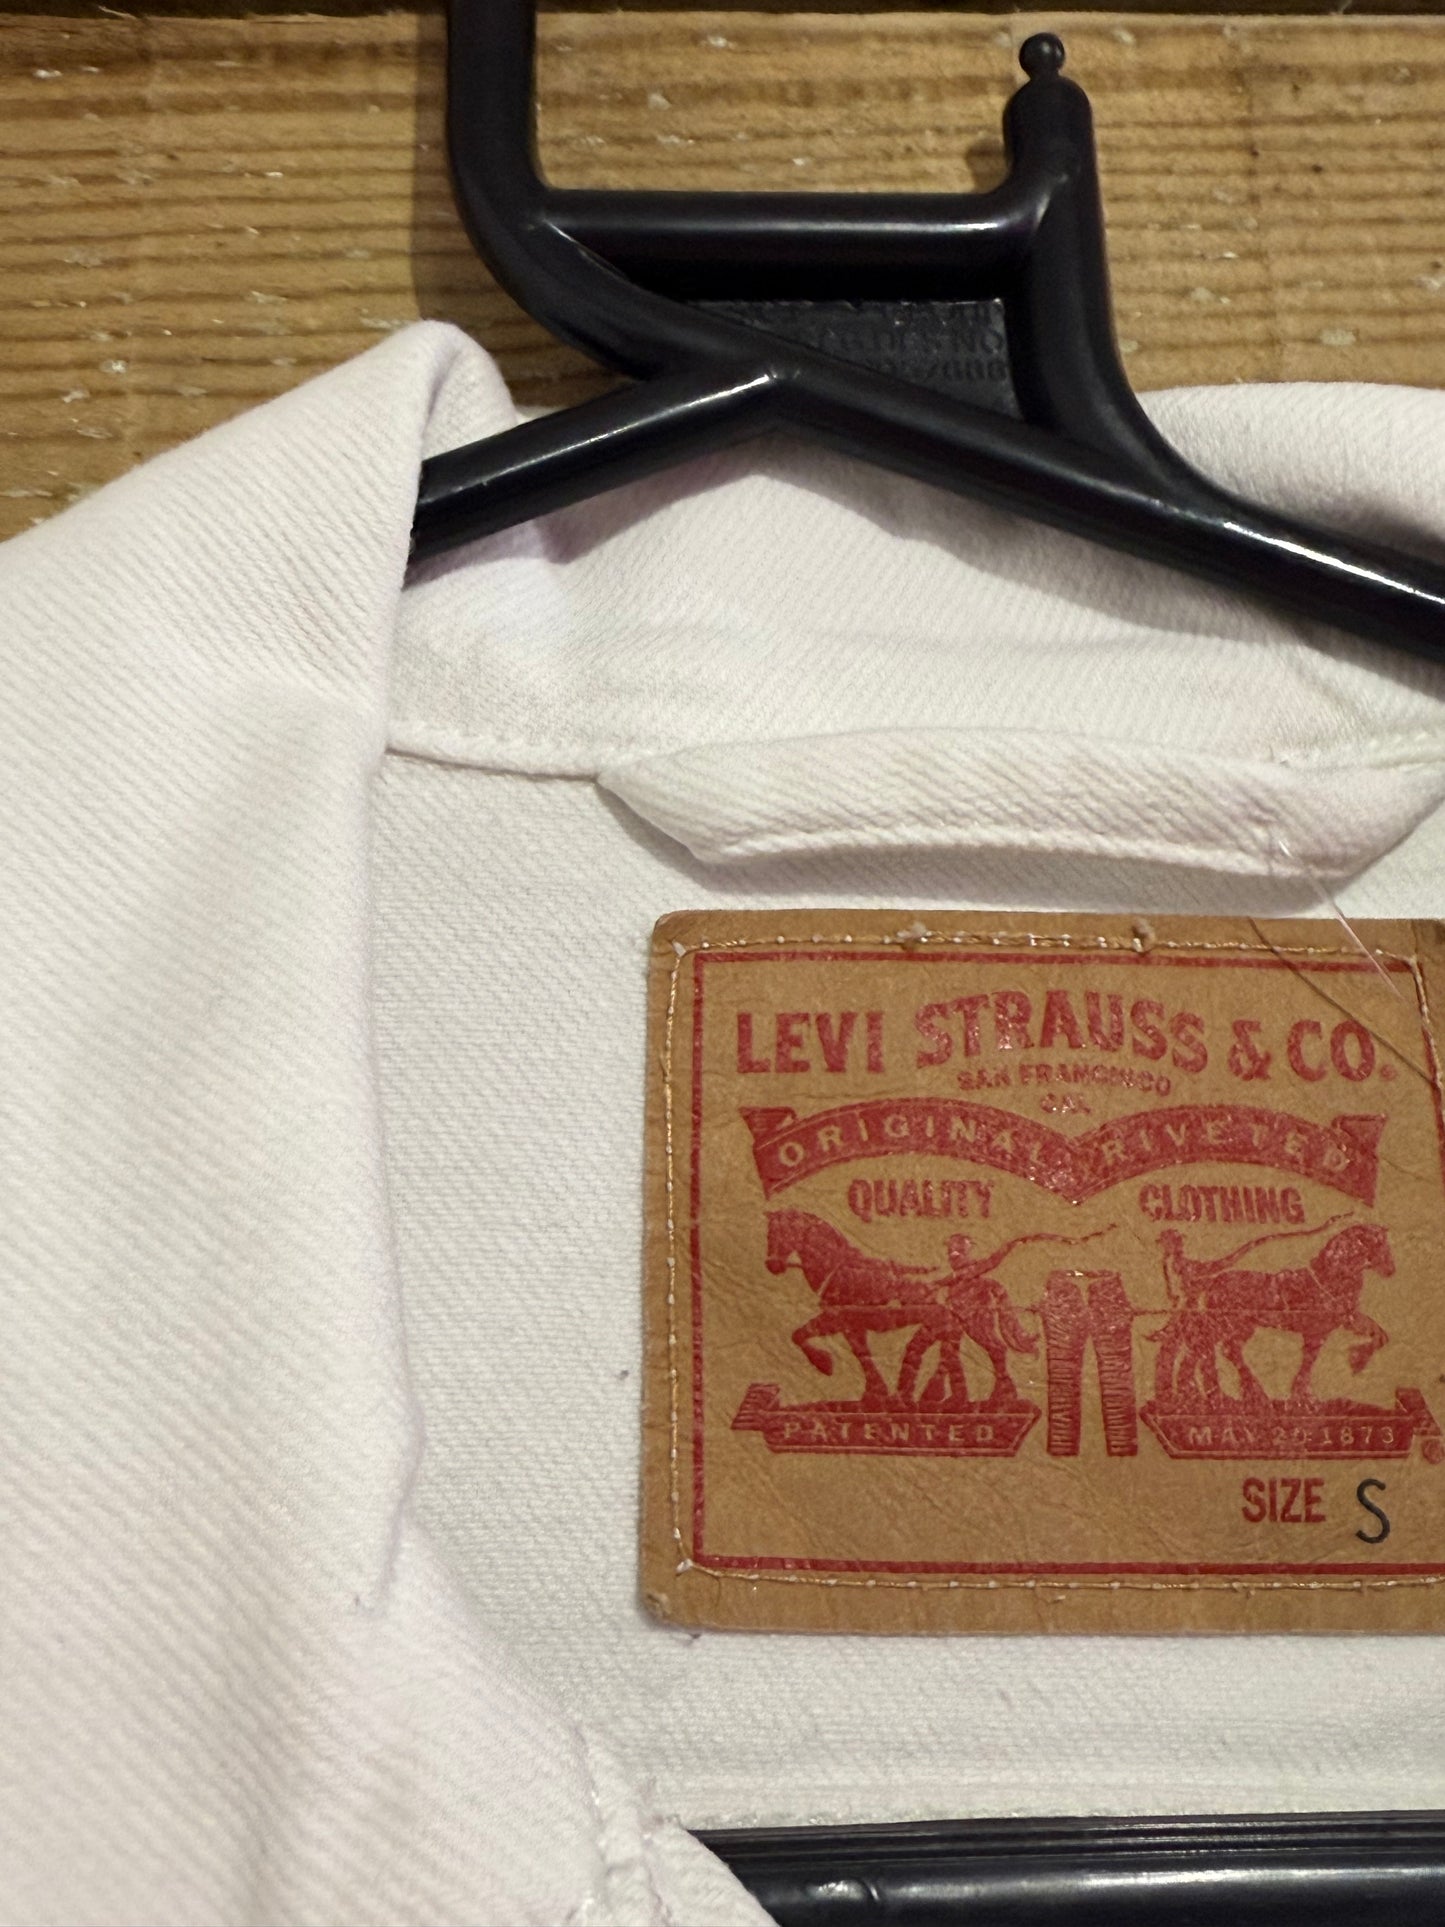 LEVI STRAUSS & CO.
SAN FRANCISCO
CAL
ORIGINAL RIVETED
QUALITY CLOTHING
PATENTED MAY 20 1873
SIZE S